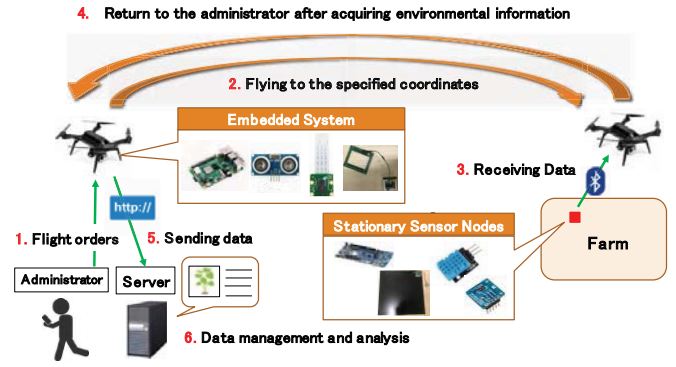 4. Return to the administrator after acquiring environmental information
2. Flying to the specified coordinates
Embedded System
3. Receiving Data
http://
1. Flight orders
5. Sending data
Stationary Sensor Nodes
Farm
Administrator
Server
6. Data management and analysis